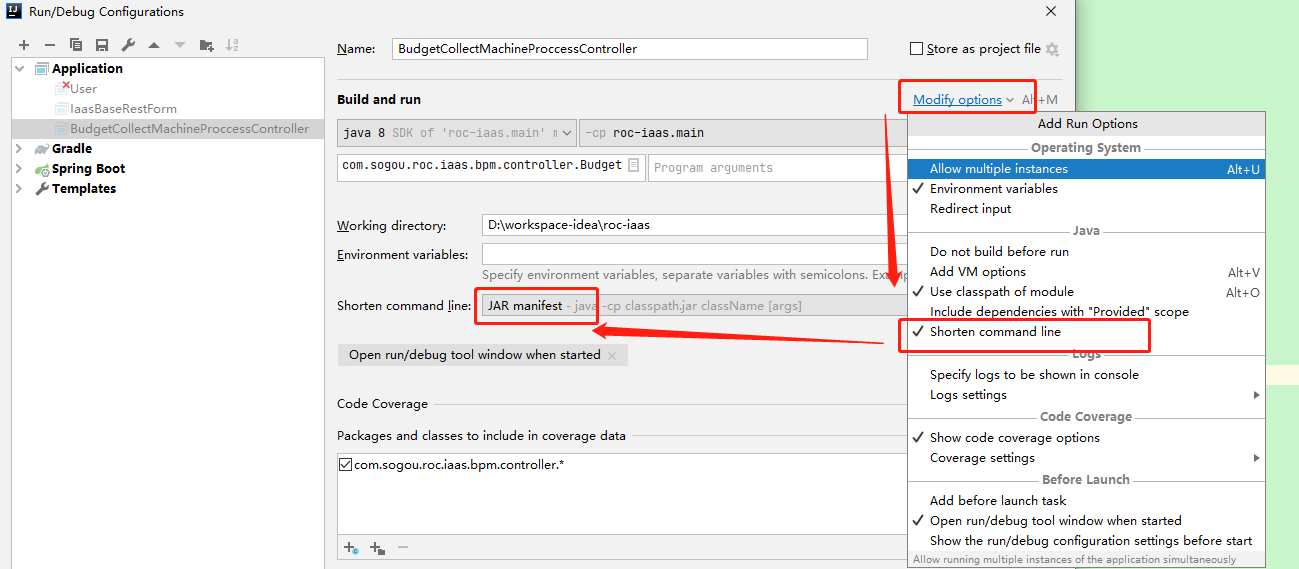 Run/Debug Configurations
Name: BudgetCollectMachineProccessController
Store as project file
Application
User
IaasBaseRestForm
BudgetCollectMachineProccessController
Gradle
Spring Boot
Templates
Build and run
Modify options Alt+M
java 8 SDK of 'roc-iaas.main' m
-cp roc-iaas.main
com.sogou.roc.iaas.bpm.controller.Budget
Program arguments
Working directory: D:\workspace-idea\roc-iaas
Environment variables:
Specify environment variables, separate variables with semicolons. Exam
Shorten command line: JAR manifest - java -cp classpath.jar className [args]
Open run/debug tool window when started
Code Coverage
Packages and classes to include in coverage data
com.sogou.roc.iaas.bpm.controller.*
Add Run Options
Operating System
Allow multiple instances Alt+U
Environment variables
Redirect input
Java
Do not build before run
Add VM options Alt+V
Use classpath of module Alt+O
Include dependencies with "Provided" scope
Shorten command line
Logs
Specify logs to be shown in console
Logs settings
Code Coverage
Show code coverage options
Coverage settings
Before Launch
Add before launch task
Open run/debug tool window when started
Show the run/debug configuration settings before start
Allow running multiple instances of the application simultaneously